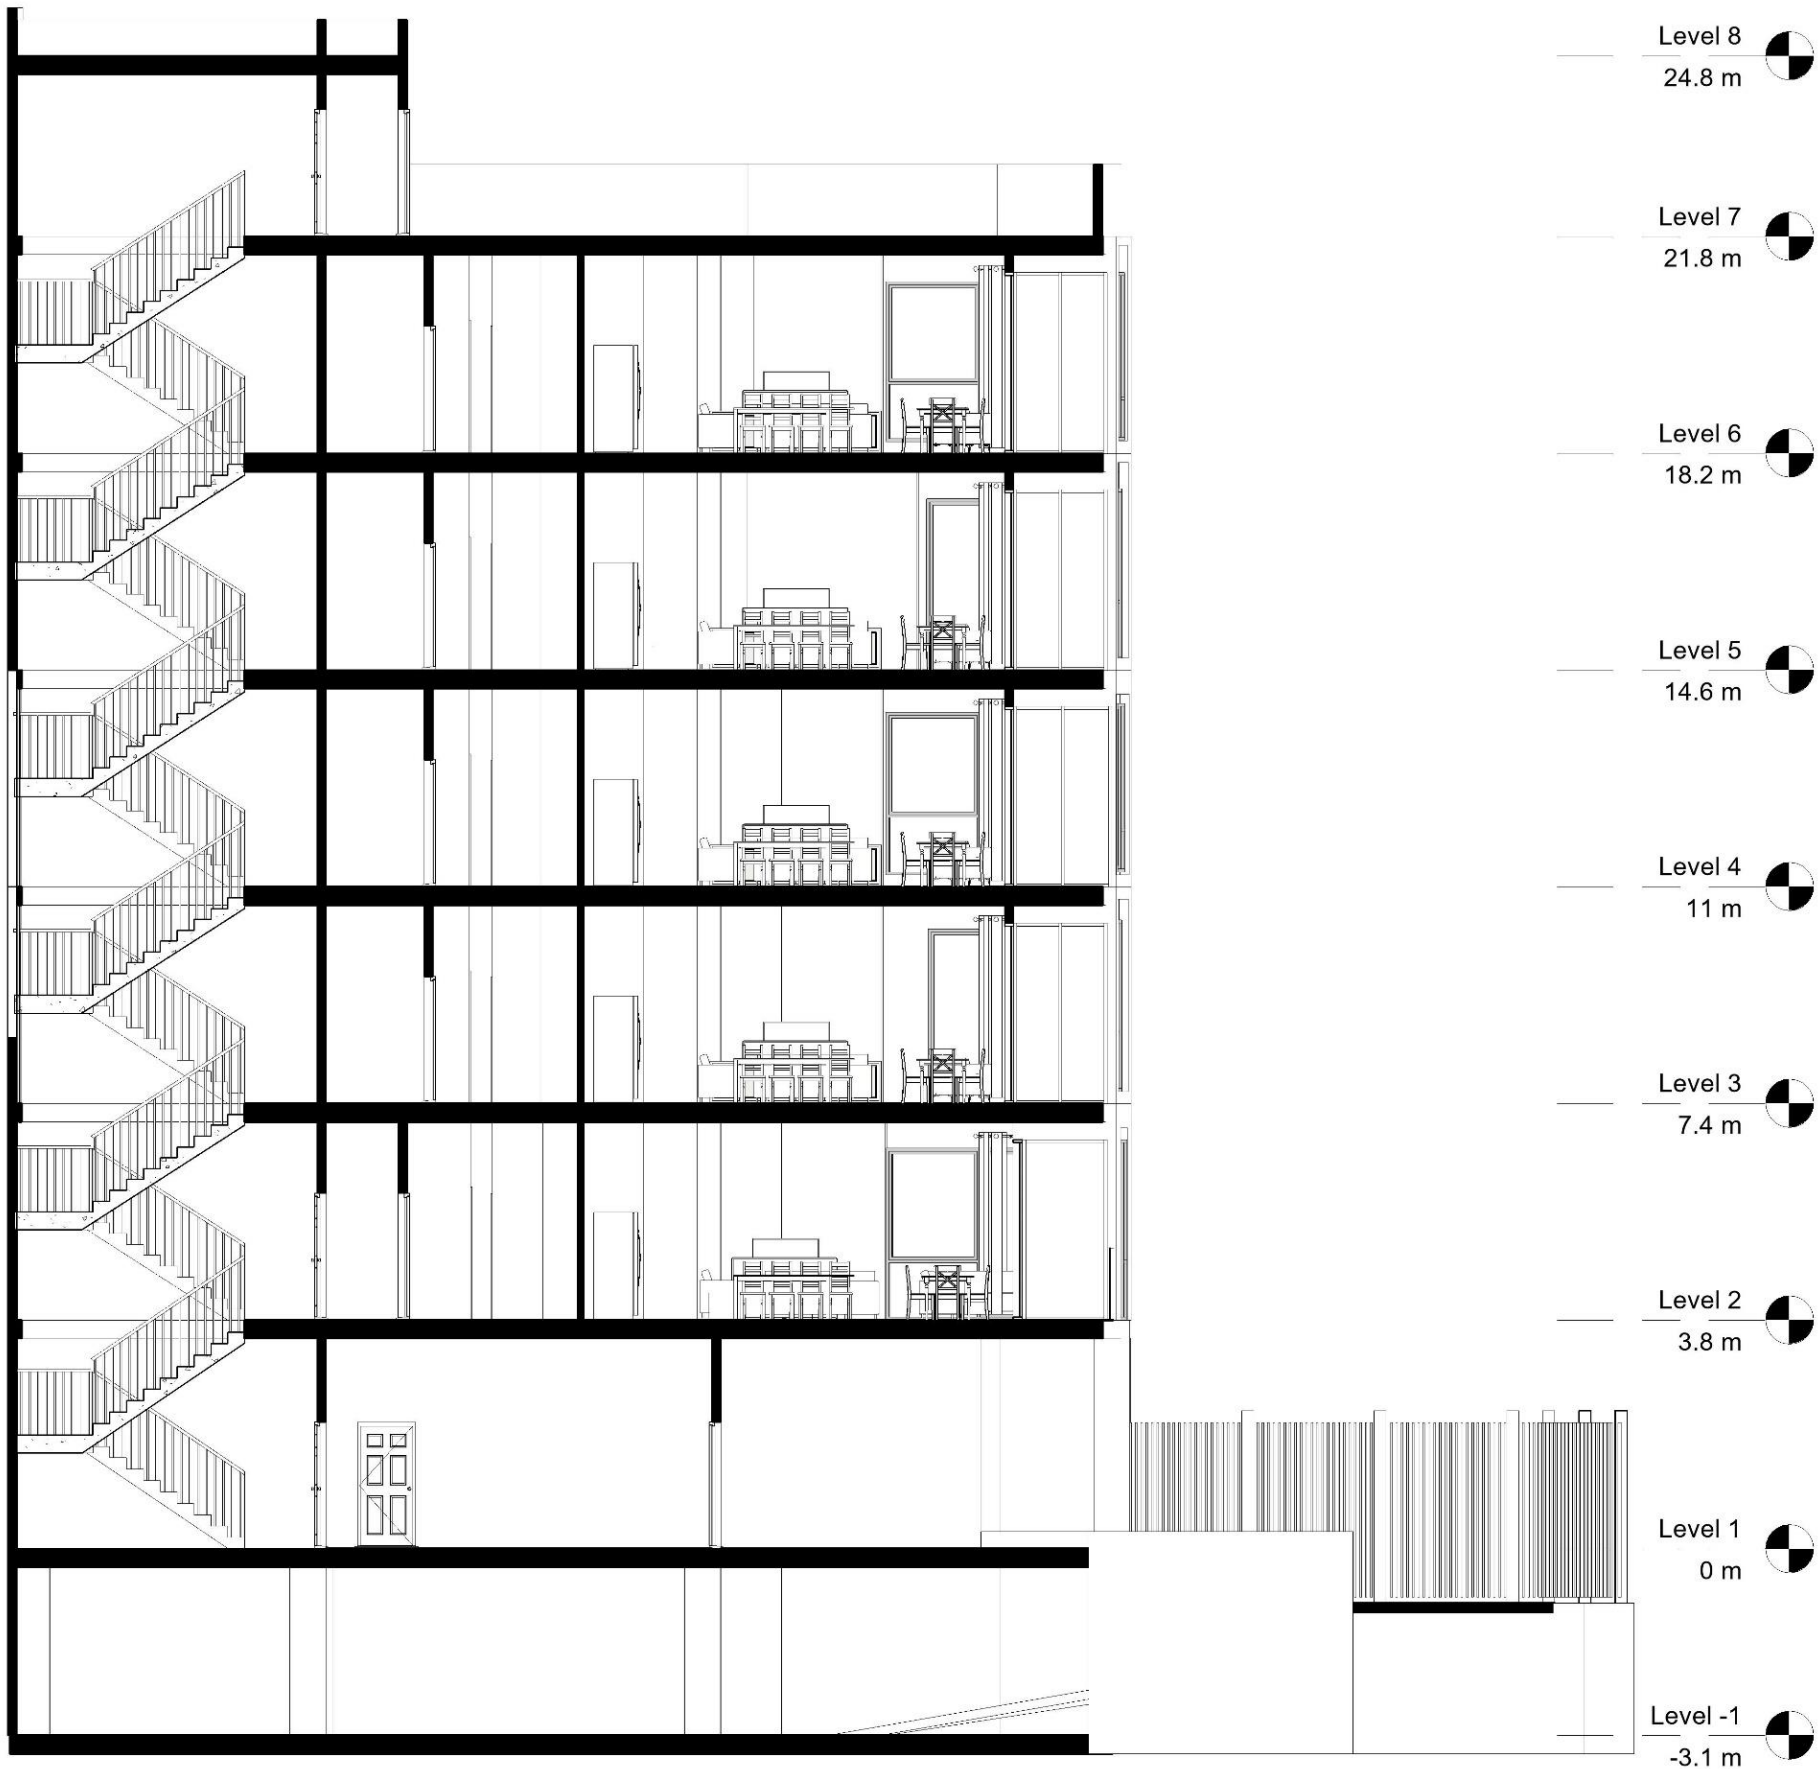 Level 8
24.8 m
Level 7
21.8 m
Level 6
18.2 m
Level 5
14.6 m
Level 4
11 m
Level 3
7.4 m
Level 2
3.8 m
Level 1
0 m
Level -1
-3.1 m